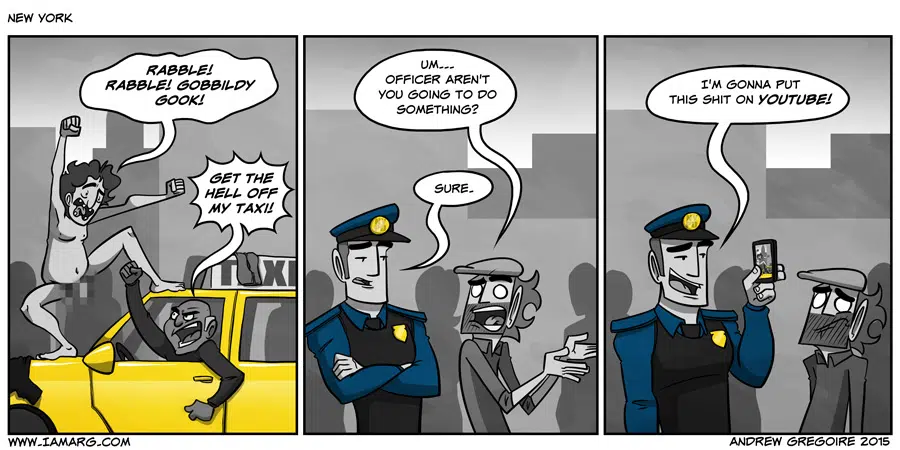 NEW YORK
RABBLE!
RABBLE! GOBBILDY
GOOK!
GET THE
HELL OFF
MY TAXI!
TAXI
UM...
OFFICER AREN'T
YOU GOING TO DO
SOMETHING?
SURE.
I'M GONNA PUT
THIS SHIT ON YOUTUBE!
WWW.IAMARG.COM
ANDREW GREGOIRE 2015